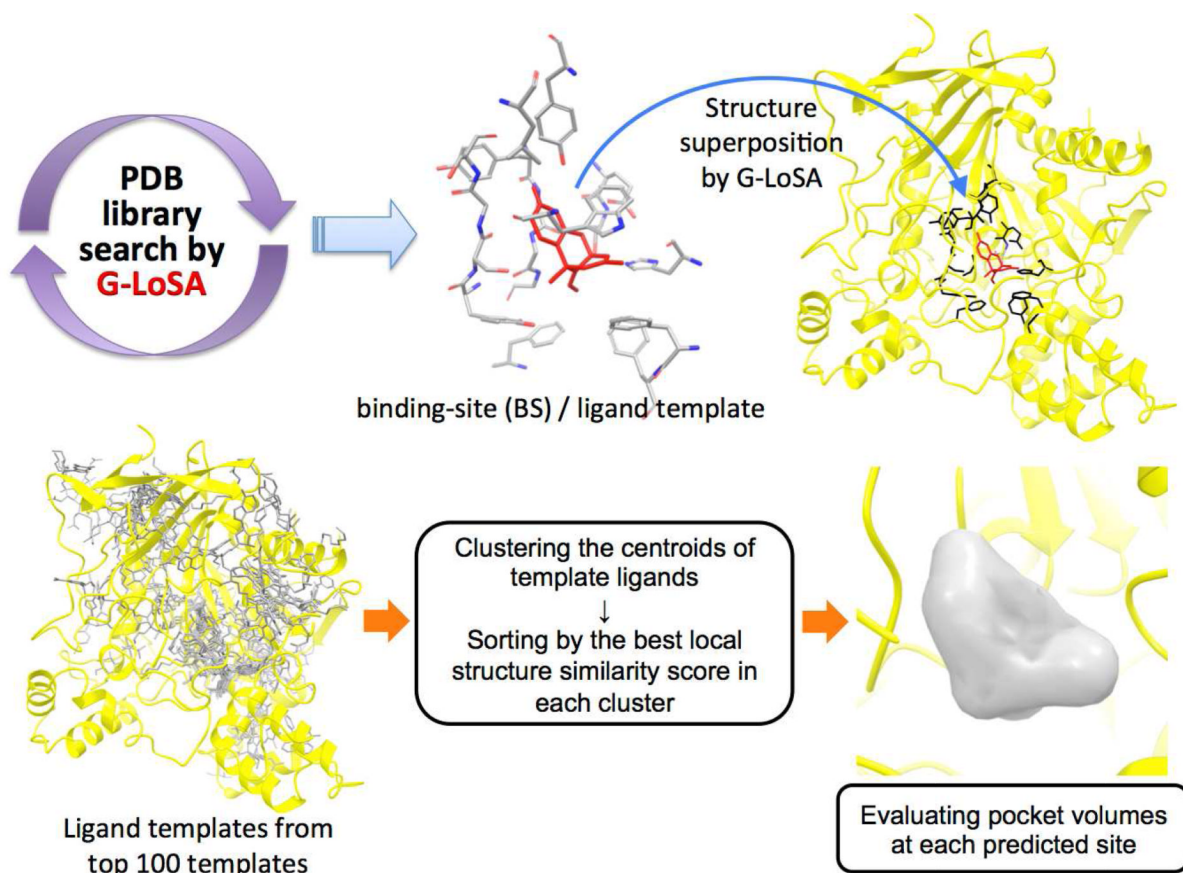 PDB
library
search by
G-LoSA
Structure
superposition
by G-LoSA
binding-site (BS) / ligand template
Ligand templates from
top 100 templates
Clustering the centroids of
template ligands
↓
Sorting by the best local
structure similarity score in
each cluster
Evaluating pocket volumes
at each predicted site